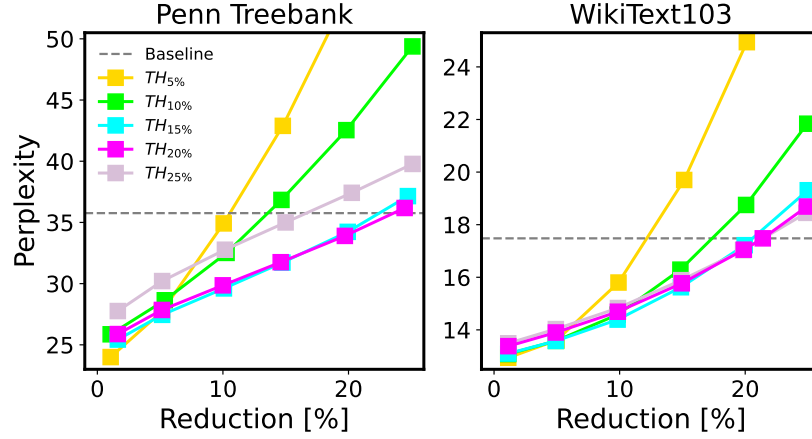 Penn Treebank
WikiText103
50
45
40
35
30
25
Perplexity
Baseline
TH5%
TH10%
TH15%
TH20%
TH25%
0
10
20
Reduction [%]
24
22
20
18
16
14
0
10
20
Reduction [%]